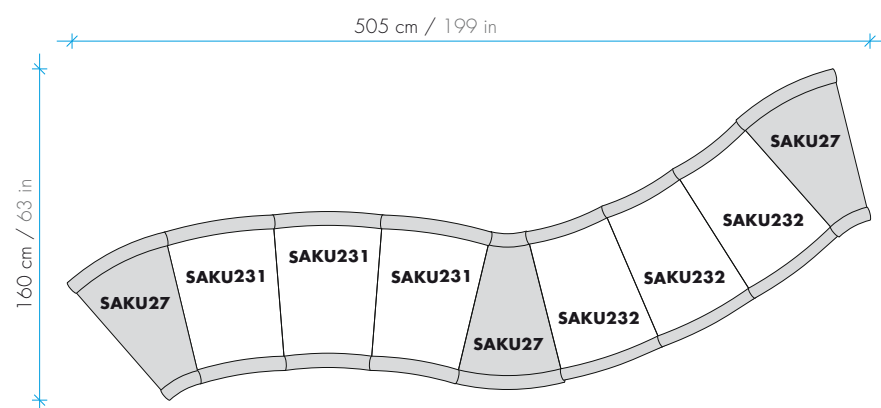 505 cm / 199 in
160 cm / 63 in
SAKU27
SAKU231
SAKU231
SAKU231
SAKU27
SAKU232
SAKU232
SAKU232
SAKU27